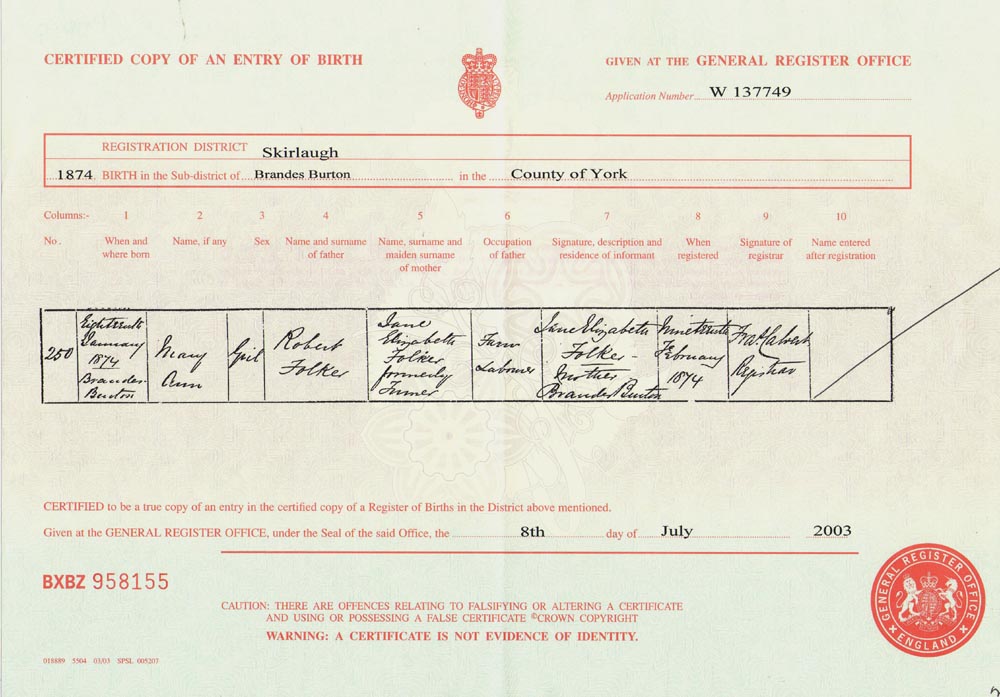 CERTIFIED COPY OF AN ENTRY OF BIRTH
GIVEN AT THE GENERAL REGISTER OFFICE
Application Number W 137749
REGISTRATION DISTRICT Skirlaugh
1874 BIRTH in the Sub-district of Brandes Burton in the County of York
Columns:- 1 2 3 4 5 6 7 8 9 10
No. When and where born Name, if any Sex Name and surname of father Name, surname and maiden surname of mother Occupation of father Signature, description and residence of informant When registered Signature of registrar Name entered after registration
250
Eighteenth
January
1874
Brandes-
Burton
Mary
Ann
Girl
Robert
Folker
Jane
Elizabeth
Folker
formerly
Farm
Labourer
Jane Elizabeth
Folker -
Mother
Brandes Burton
Nineteenth
February
1874
Registrar
CERTIFIED to be a true copy of an entry in the certified copy of a Register of Births in the District above mentioned.
Given at the GENERAL REGISTER OFFICE, under the Seal of the said Office, the 8th day of July 2003
BXBZ 958155
CAUTION: THERE ARE OFFENCES RELATING TO FALSIFYING OR ALTERING A CERTIFICATE
AND USING OR POSSESSING A FALSE CERTIFICATE ©CROWN COPYRIGHT
WARNING: A CERTIFICATE IS NOT EVIDENCE OF IDENTITY.
GENERAL REGISTER OFFICE
ENGLAND
018889 5504 03/03 SPSL 005207